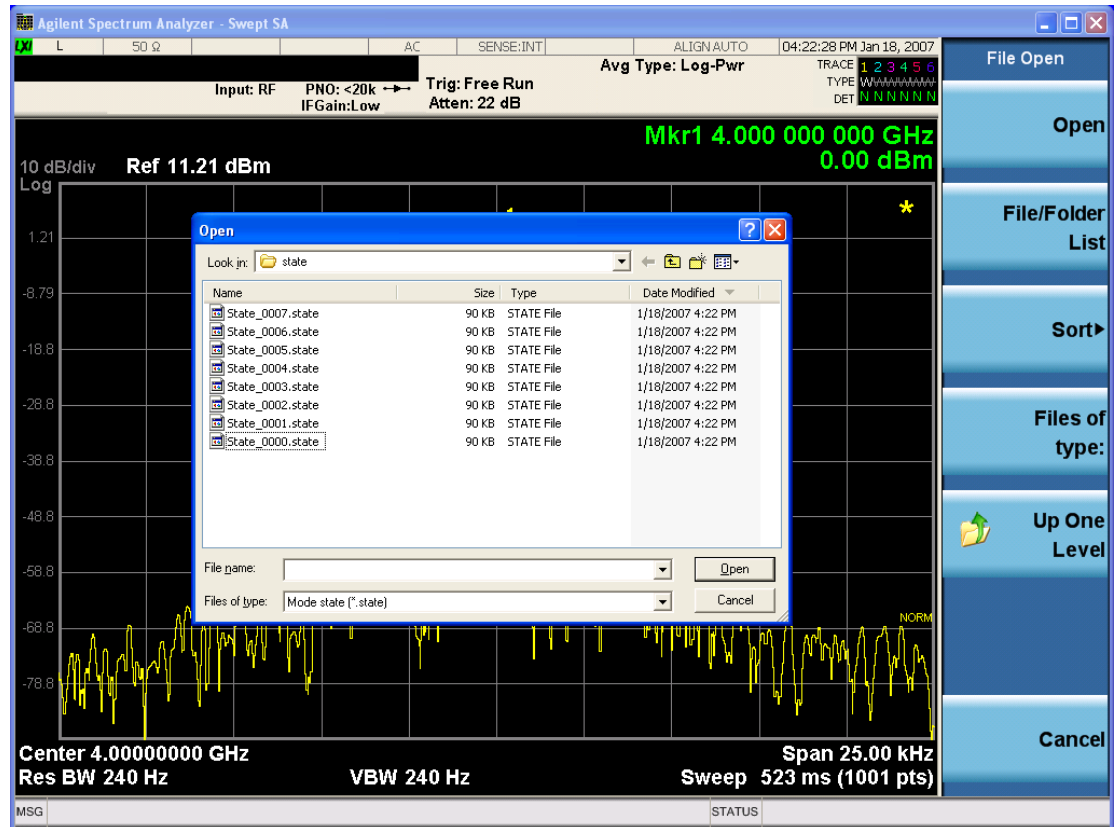 Agilent Spectrum Analyzer - Swept SA
LXI L 50 Ω AC SENSE:INT ALIGN AUTO 04:22:28 PM Jan 18, 2007
Input: RF PNO: <20k Trig: Free Run Avg Type: Log-Pwr TRACE 1 2 3 4 5 6
IFGain:Low Atten: 22 dB TYPE WWWWWW
DET N N N N N N
Mkr1 4.000 000 000 GHz
0.00 dBm
10 dB/div Ref 11.21 dBm
Log
1
1.21
-8.79
-18.8
-28.8
-38.8
-48.8
-58.8
-68.8
-78.8
NORM
Open
Look in: state
Name Size Type Date Modified
State_0007.state 90 KB STATE File 1/18/2007 4:22 PM
State_0006.state 90 KB STATE File 1/18/2007 4:22 PM
State_0005.state 90 KB STATE File 1/18/2007 4:22 PM
State_0004.state 90 KB STATE File 1/18/2007 4:22 PM
State_0003.state 90 KB STATE File 1/18/2007 4:22 PM
State_0002.state 90 KB STATE File 1/18/2007 4:22 PM
State_0001.state 90 KB STATE File 1/18/2007 4:22 PM
State_0000.state 90 KB STATE File 1/18/2007 4:22 PM
File name: Open
Files of type: Mode state (*.state) Cancel
Center 4.00000000 GHz Span 25.00 kHz
Res BW 240 Hz VBW 240 Hz Sweep 523 ms (1001 pts)
MSG STATUS
File Open
Open
File/Folder
List
Sort
Files of
type:
Up One
Level
Cancel